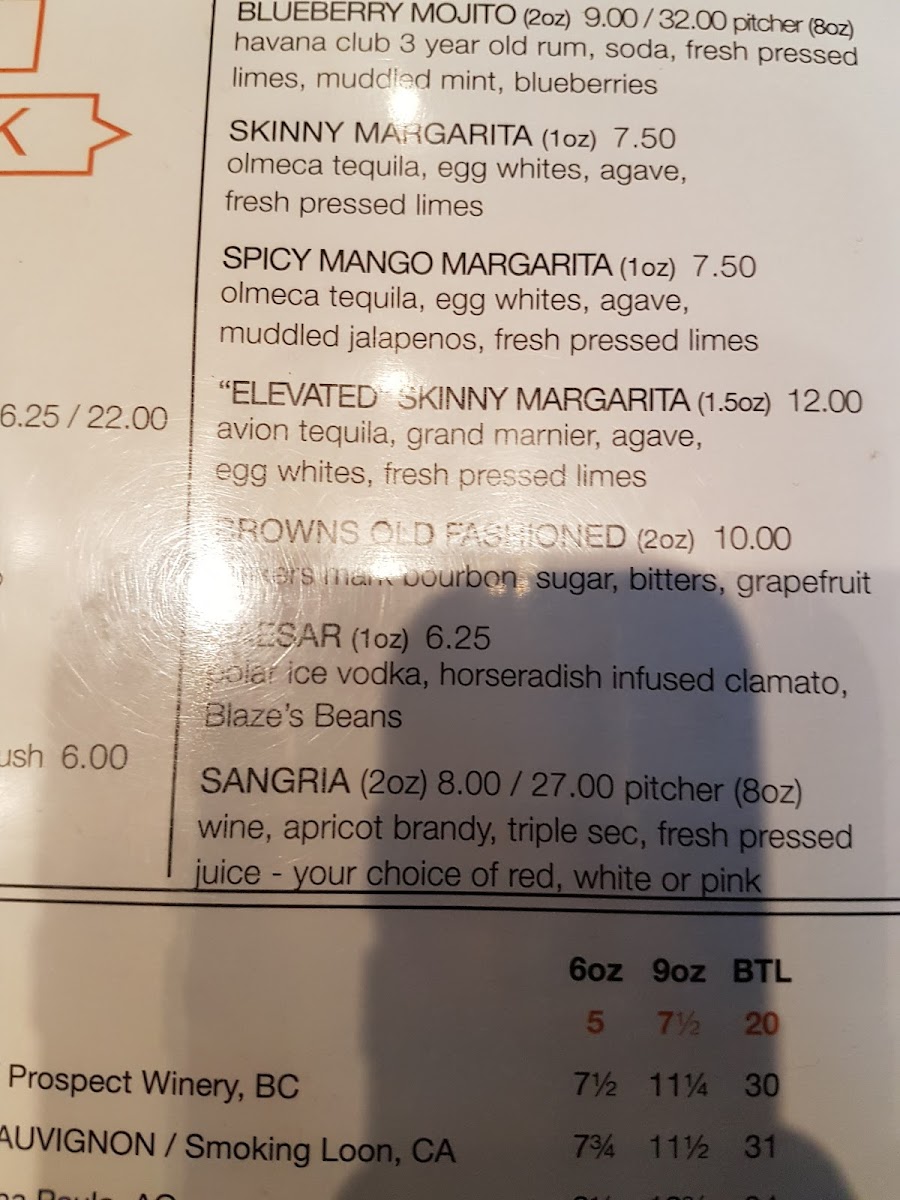 BLUEBERRY MOJITO (2oz) 9.00 / 32.00 pitcher (8oz)
havana club 3 year old rum, soda, fresh pressed
limes, muddled mint, blueberries
K
SKINNY MARGARITA (1oz) 7.50
olmeca tequila, egg whites, agave,
fresh pressed limes
SPICY MANGO MARGARITA (1oz) 7.50
olmeca tequila, egg whites, agave,
muddled jalapenos, fresh pressed limes
6.25 / 22.00
"ELEVATED" SKINNY MARGARITA (1.5oz) 12.00
avion tequila, grand marnier, agave,
egg whites, fresh pressed limes
BROWNS OLD FASHIONED (2oz) 10.00
mark bourbon, sugar, bitters, grapefruit
ESAR (1oz) 6.25
polar ice vodka, horseradish infused clamato,
Blaze's Beans
ush 6.00
SANGRIA (2oz) 8.00 / 27.00 pitcher (8oz)
wine, apricot brandy, triple sec, fresh pressed
juice - your choice of red, white or pink
6oz 9oz BTL
5 7½ 20
Prospect Winery, BC 7½ 11¼ 30
AUVIGNON / Smoking Loon, CA 7¾ 11½ 31